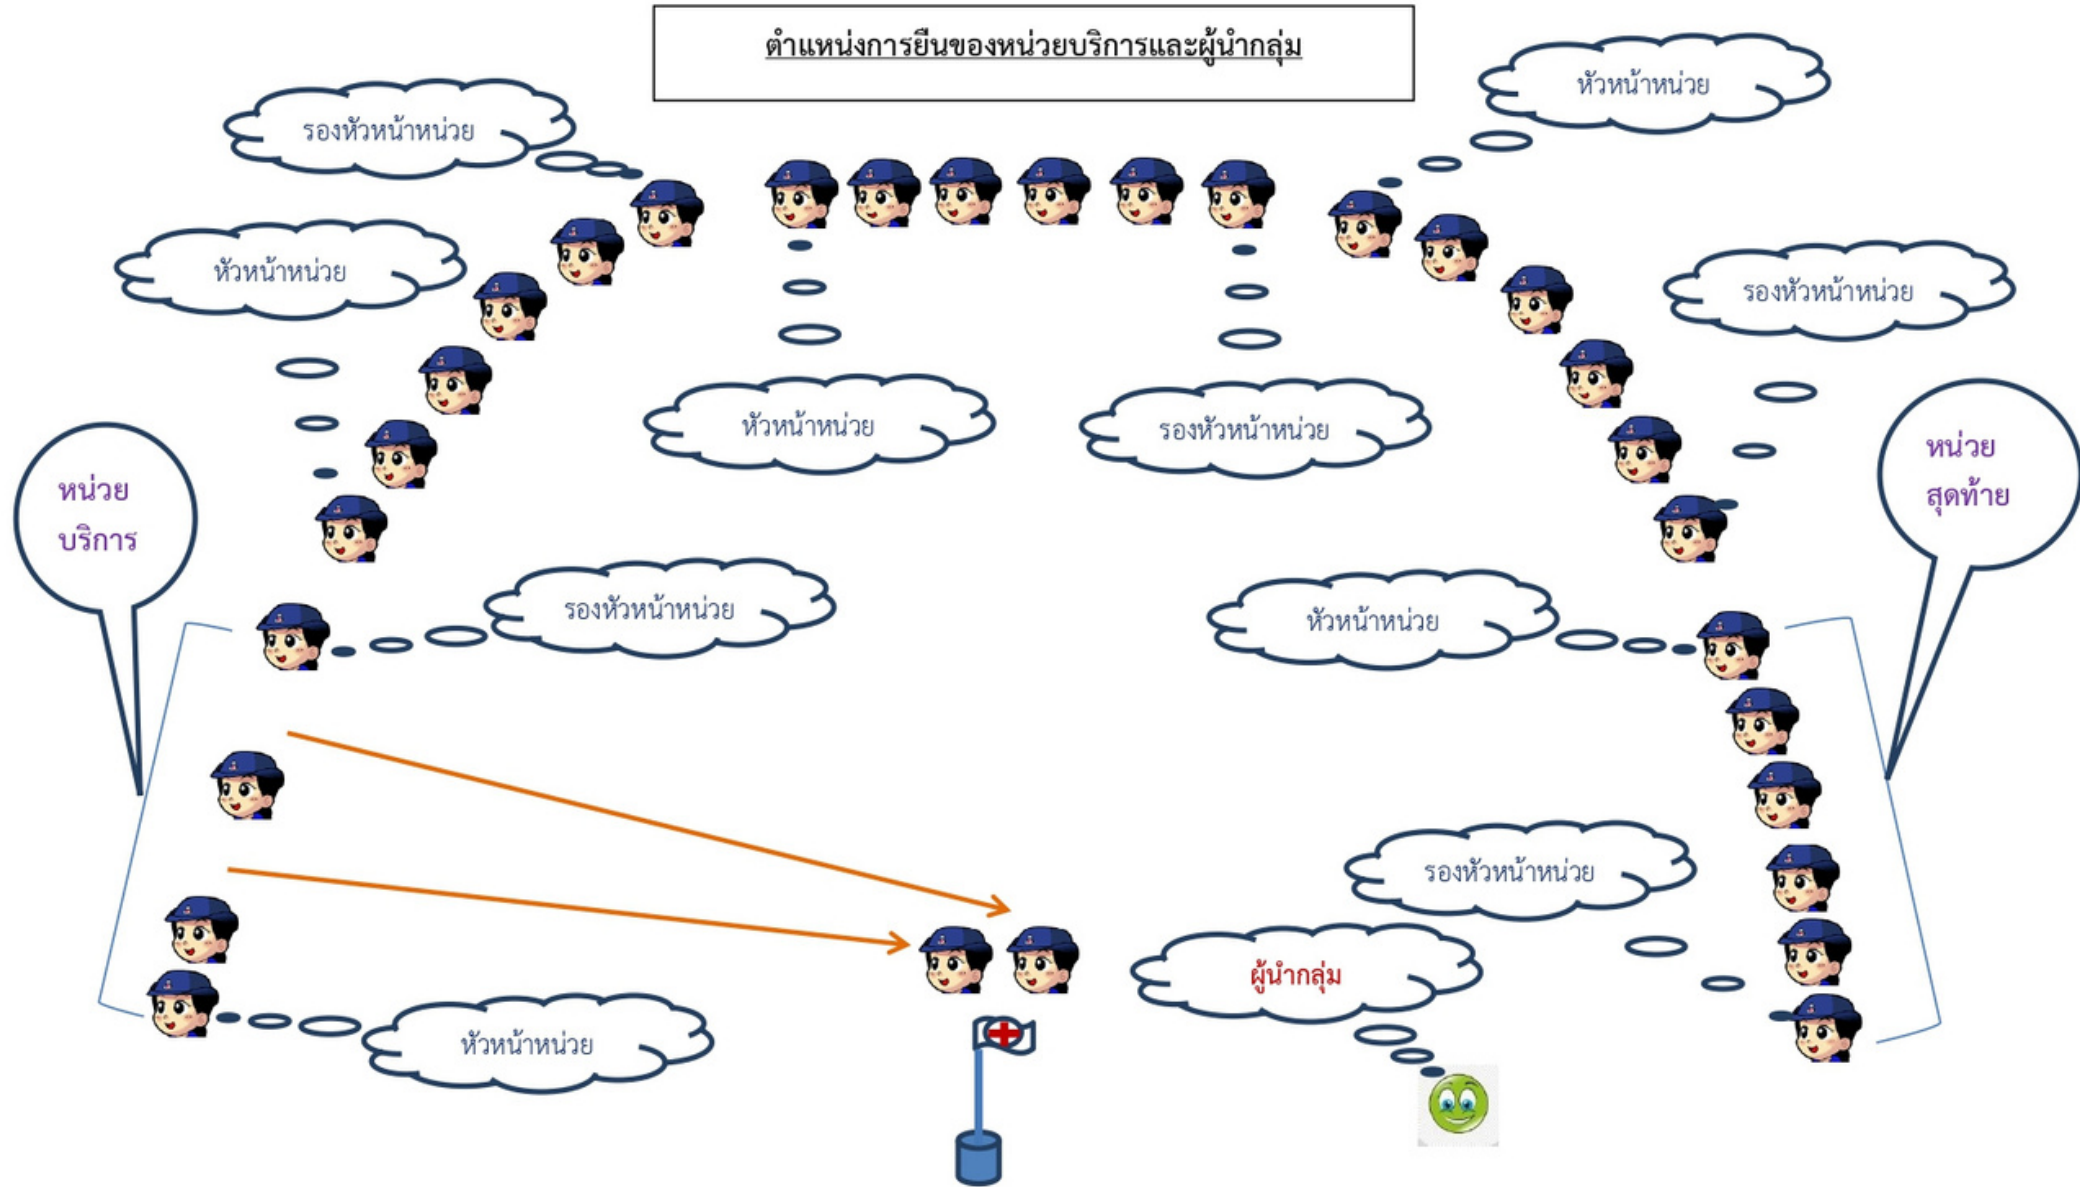 ตำแหน่งการยืนของหน่วยบริการและผู้นำกลุ่ม
รองหัวหน้าหน่วย
หัวหน้าหน่วย
หัวหน้าหน่วย
รองหัวหน้าหน่วย
หัวหน้าหน่วย
รองหัวหน้าหน่วย
หน่วย
บริการ
หน่วย
สุดท้าย
รองหัวหน้าหน่วย
หัวหน้าหน่วย
รองหัวหน้าหน่วย
ผู้นำกลุ่ม
หัวหน้าหน่วย